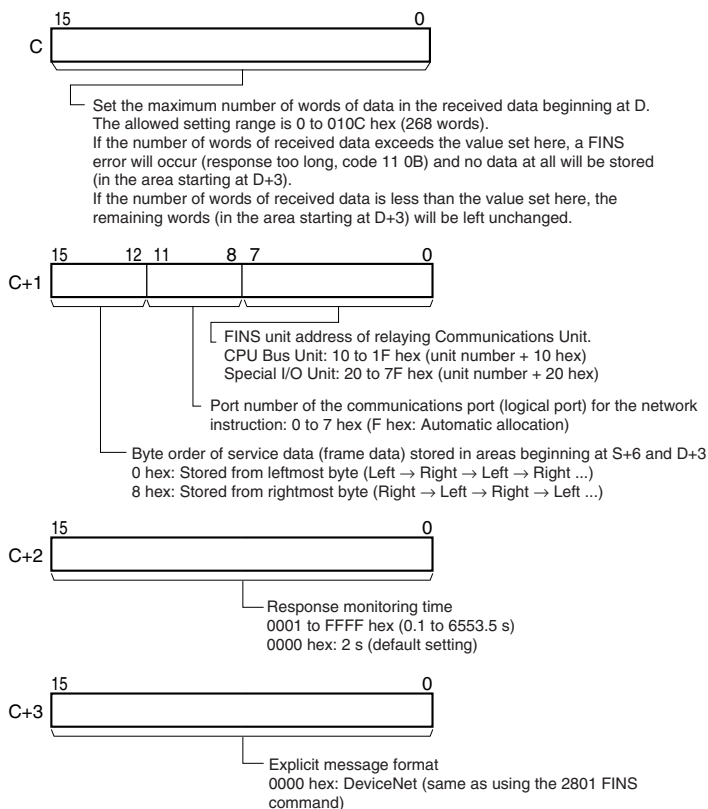 15 0
C
Set the maximum number of words of data in the received data beginning at D.
The allowed setting range is 0 to 010C hex (268 words).
If the number of words of received data exceeds the value set here, a FINS
error will occur (response too long, code 11 0B) and no data at all will be stored
(in the area starting at D+3).
If the number of words of received data is less than the value set here, the
remaining words (in the area starting at D+3) will be left unchanged.
15 12 11 8 7 0
C+1
FINS unit address of relaying Communications Unit.
CPU Bus Unit: 10 to 1F hex (unit number + 10 hex)
Special I/O Unit: 20 to 7F hex (unit number + 20 hex)
Port number of the communications port (logical port) for the network
instruction: 0 to 7 hex (F hex: Automatic allocation)
Byte order of service data (frame data) stored in areas beginning at S+6 and D+3
0 hex: Stored from leftmost byte (Left → Right → Left → Right ...)
8 hex: Stored from rightmost byte (Right → Left → Right → Left ...)
15 0
C+2
Response monitoring time
0001 to FFFF hex (0.1 to 6553.5 s)
0000 hex: 2 s (default setting)
15 0
C+3
Explicit message format
0000 hex: DeviceNet (same as using the 2801 FINS
command)